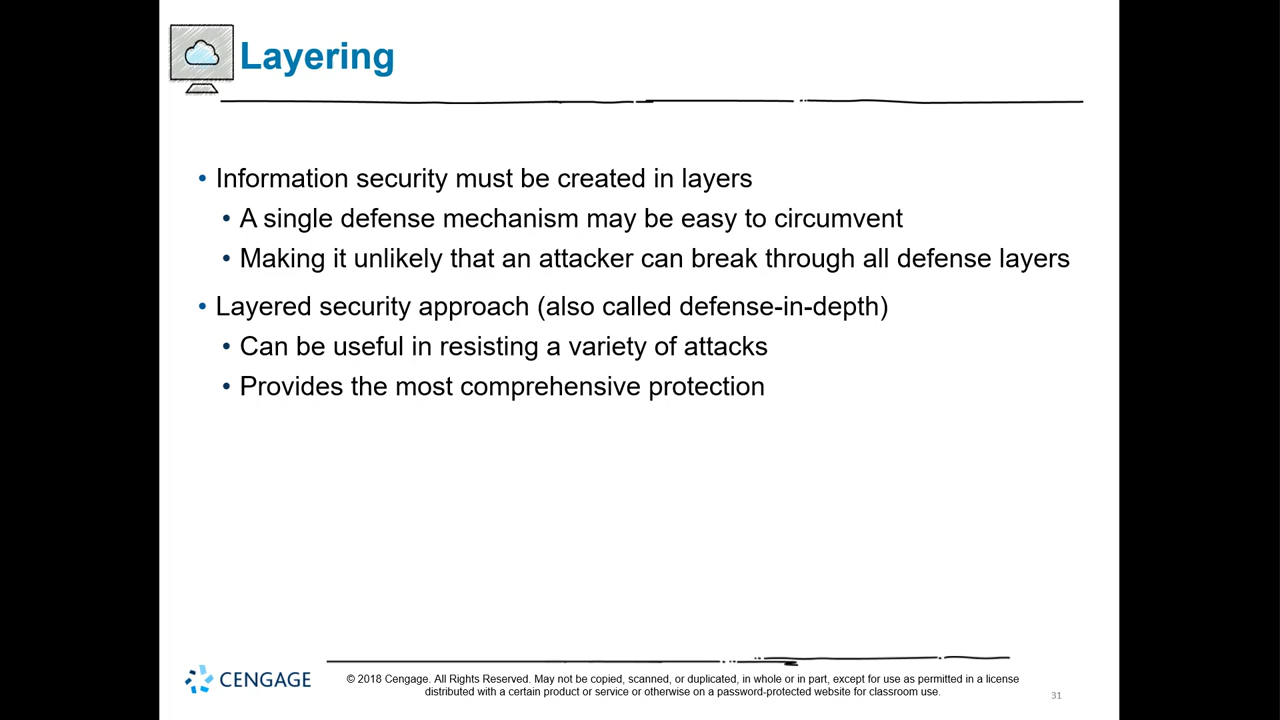 Layering
• Information security must be created in layers
• A single defense mechanism may be easy to circumvent
• Making it unlikely that an attacker can break through all defense layers
• Layered security approach (also called defense-in-depth)
• Can be useful in resisting a variety of attacks
• Provides the most comprehensive protection
CENGAGE
© 2018 Cengage. All Rights Reserved. May not be copied, scanned, or duplicated, in whole or in part, except for use as permitted in a license
distributed with a certain product or service or otherwise on a password-protected website for classroom use.
31